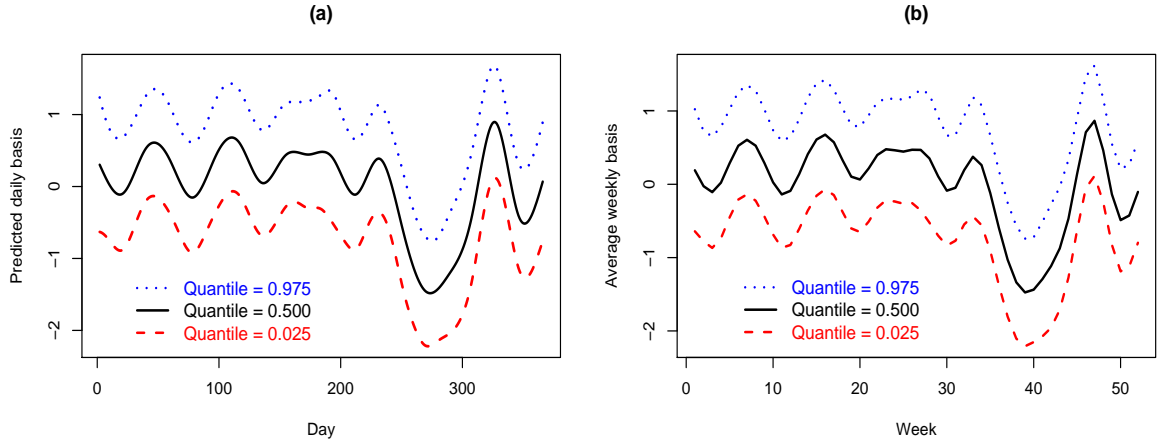 (a)
Predicted daily basis
1
0
−1
−2
Quantile = 0.975
Quantile = 0.500
Quantile = 0.025
0 100 200 300
Day
(b)
Average weekly basis
1
0
−1
−2
Quantile = 0.975
Quantile = 0.500
Quantile = 0.025
0 10 20 30 40 50
Week